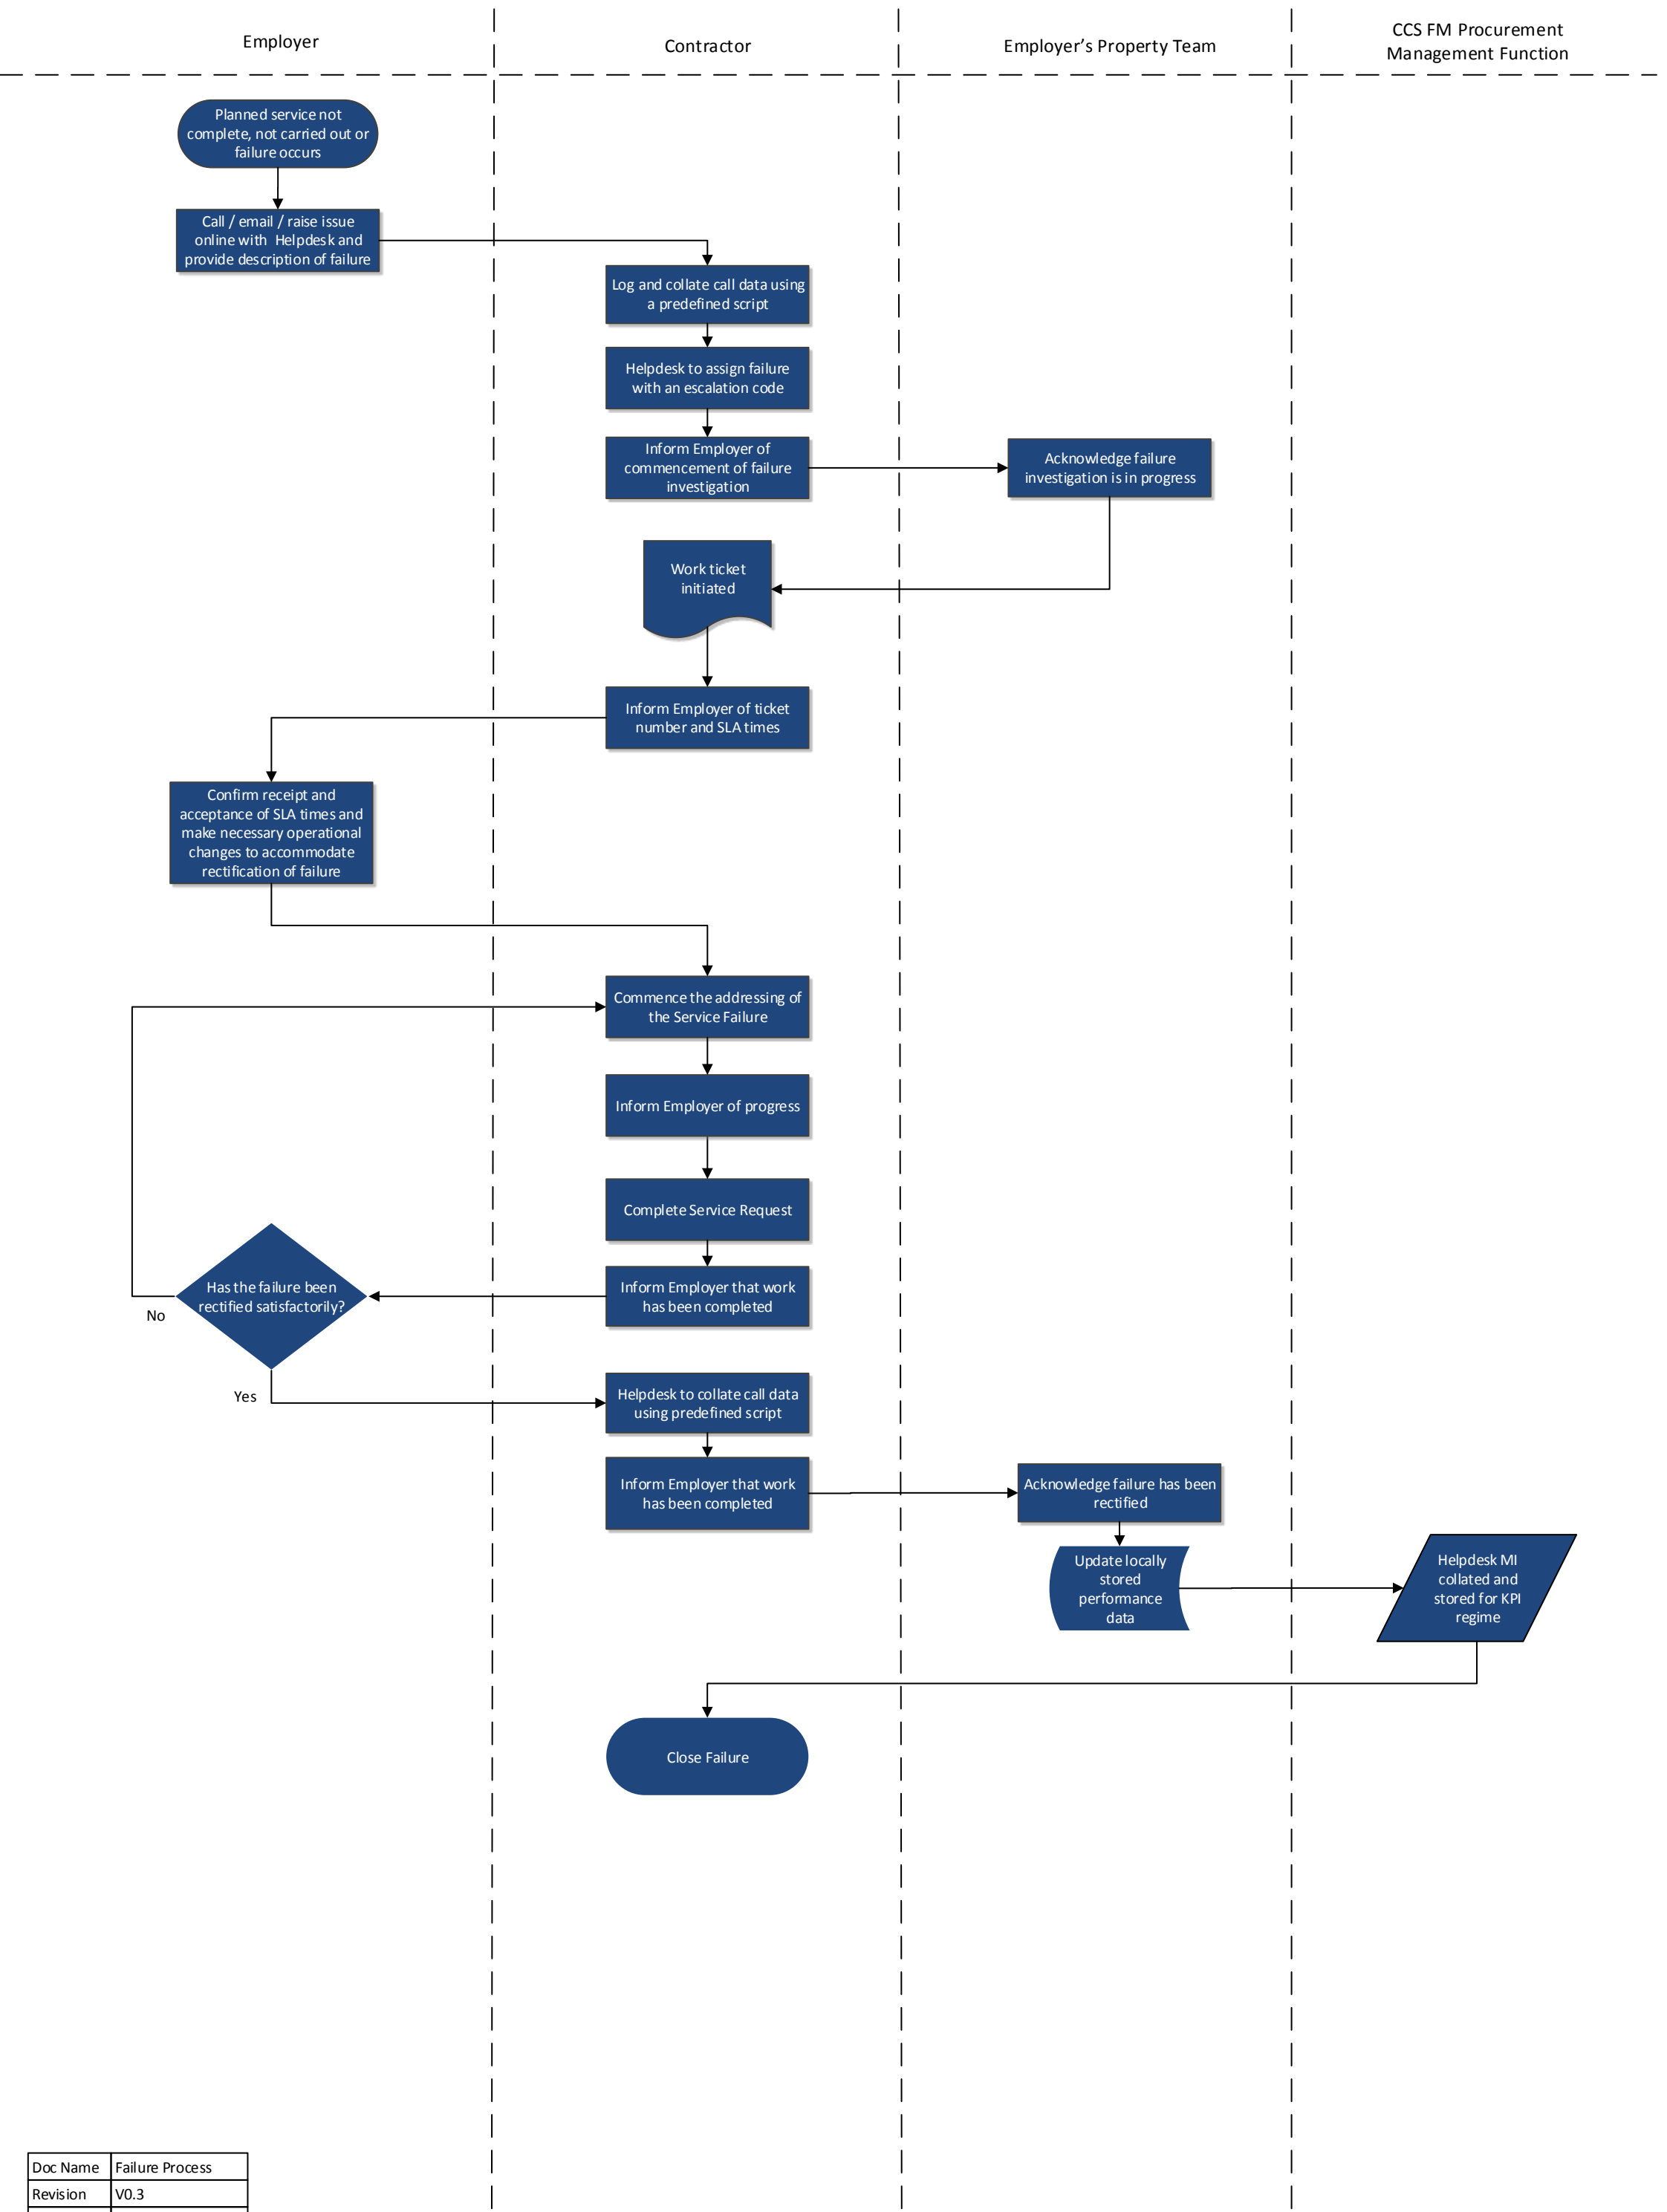 Employer
Contractor
Employer's Property Team
CCS FM Procurement
Management Function
Planned service not
complete, not carried out or
failure occurs
Call / email / raise issue
online with Helpdesk and
provide description of failure
Log and collate call data using
a predefined script
Helpdesk to assign failure
with an escalation code
Inform Employer of
commencement of failure
investigation
Acknowledge failure
investigation is in progress
Work ticket
initiated
Inform Employer of ticket
number and SLA times
Confirm receipt and
acceptance of SLA times and
make necessary operational
changes to accommodate
rectification of failure
Commence the addressing of
the Service Failure
Inform Employer of progress
Complete Service Request
Inform Employer that work
has been completed
Has the failure been
rectified satisfactorily?
No
Yes
Helpdesk to collate call data
using predefined script
Inform Employer that work
has been completed
Acknowledge failure has been
rectified
Update locally
stored
performance
data
Helpdesk MI
collated and
stored for KPI
regime
Close Failure
Doc Name Failure Process
Revision V0.3